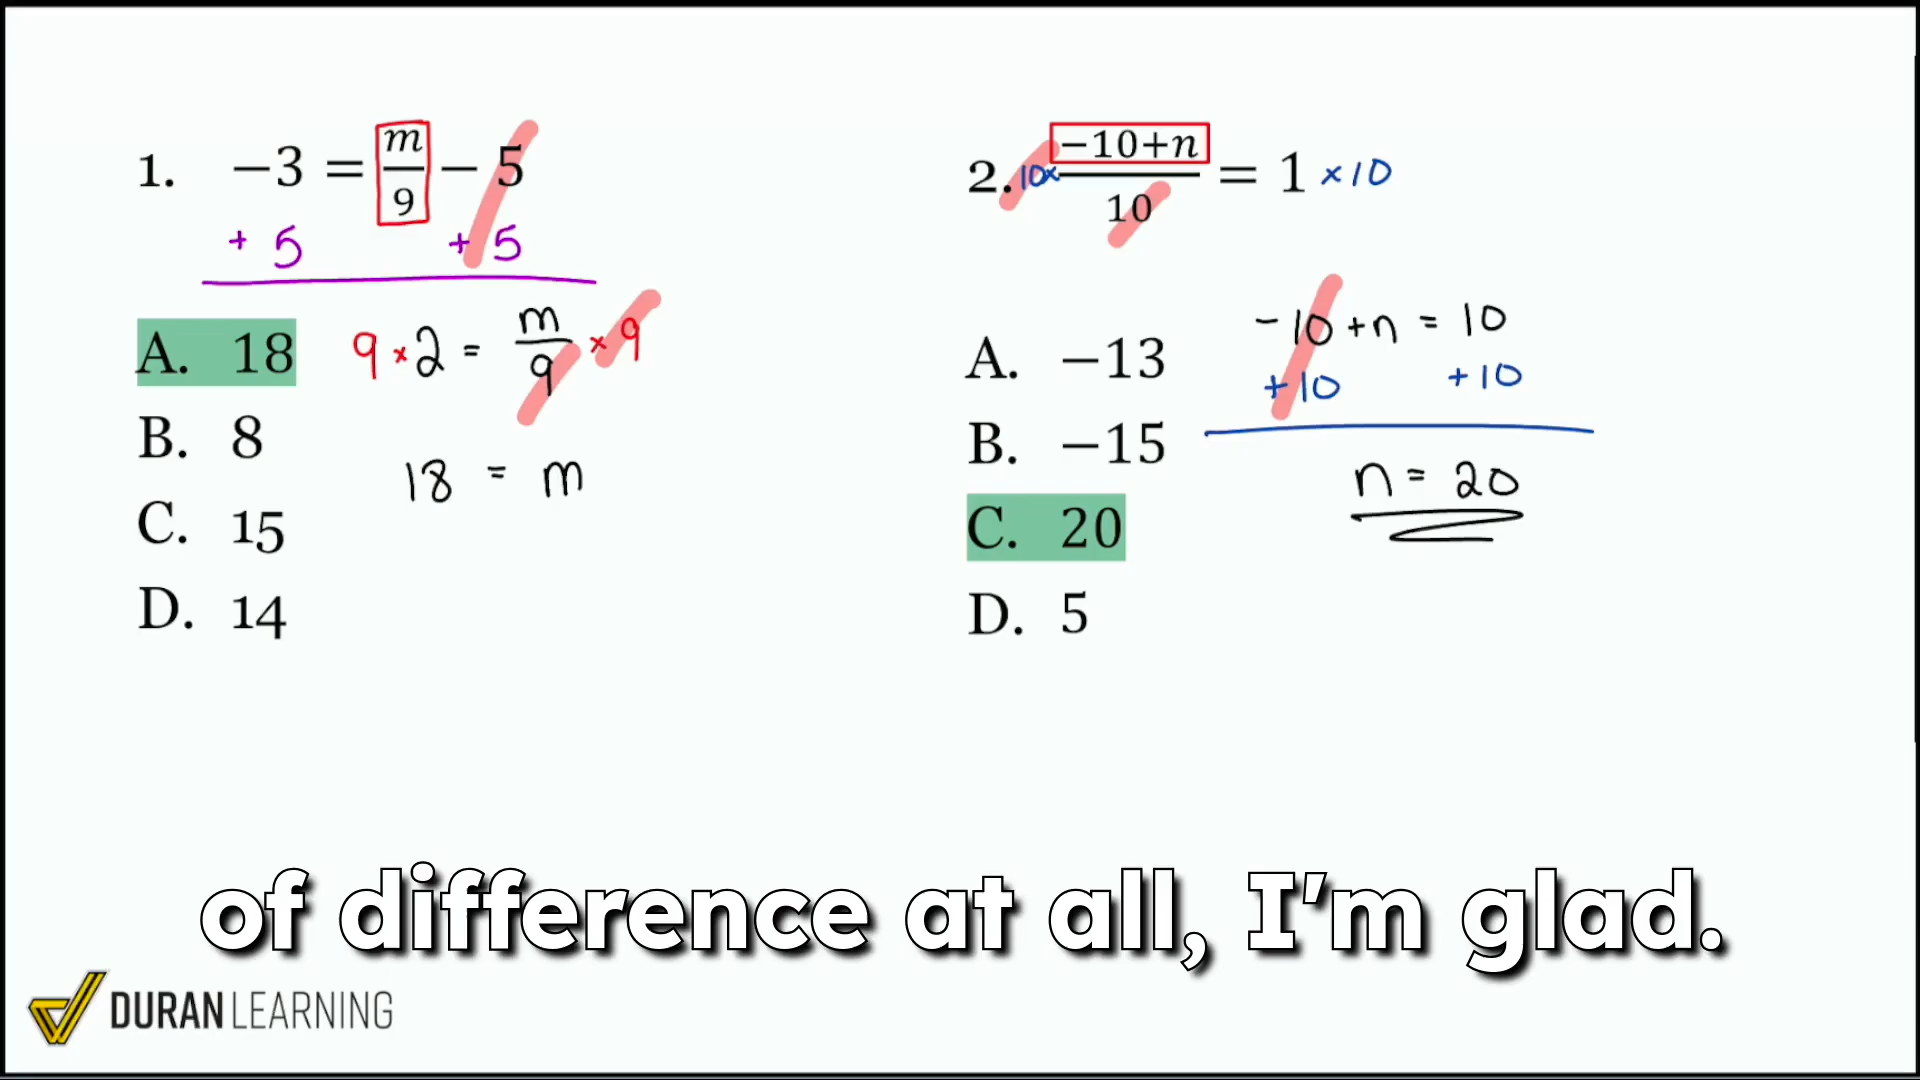 1. −3 = m/9 − 5
+ 5 + 5
A. 18
9 × 2 = m/9 × 9
B. 8
18 = m
C. 15
D. 14
2. 10× −10+n/10 = 1 ×10
-10 + n = 10
+10 +10
A. −13
B. −15
n = 20
C. 20
D. 5
of difference at all, I'm glad.
DURAN LEARNING